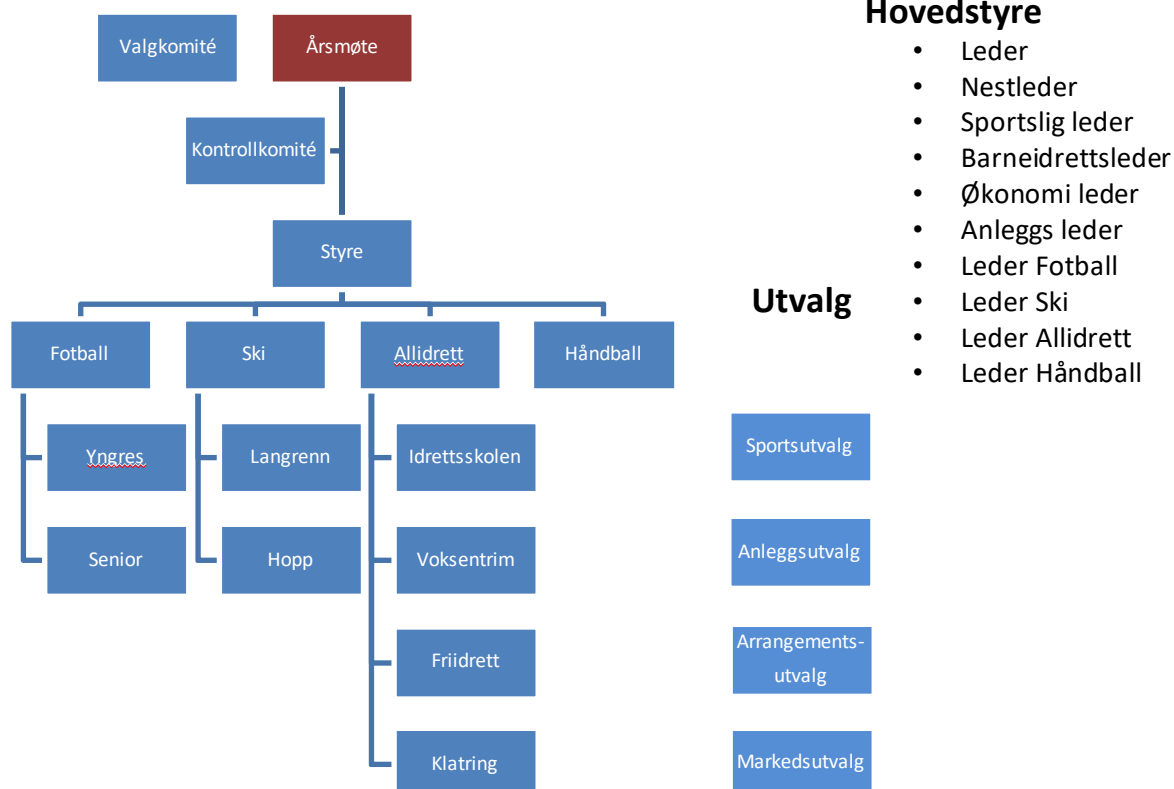 Hovedstyre
• Leder
• Nestleder
• Sportslig leder
• Barneidrettsleder
• Økonomi leder
• Anleggs leder
• Leder Fotball
• Leder Ski
• Leder Allidrett
• Leder Håndball
Valgkomité
Årsmøte
Kontrollkomité
Styre
Fotball
Ski
Allidrett
Håndball
Yngres
Langrenn
Idrettsskolen
Senior
Hopp
Voksentrim
Friidrett
Klatring
Utvalg
Sportsutvalg
Anleggsutvalg
Arrangements-
utvalg
Markedsutvalg